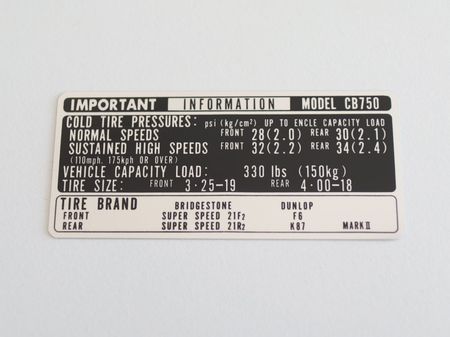 IMPORTANT INFORMATION MODEL CB750
COLD TIRE PRESSURES: psi (kg/cm²) UP TO ENCLE CAPACITY LOAD
NORMAL SPEEDS FRONT 28(2.0) REAR 30(2.1)
SUSTAINED HIGH SPEEDS FRONT 32(2.2) REAR 34(2.4)
(110mph, 175kph OR OVER)
VEHICLE CAPACITY LOAD: 330 lbs (150kg)
TIRE SIZE: FRONT 3·25-19 REAR 4·00-18
TIRE BRAND BRIDGESTONE DUNLOP
FRONT SUPER SPEED 21F2 F6
REAR SUPER SPEED 21R2 K87 MARK II